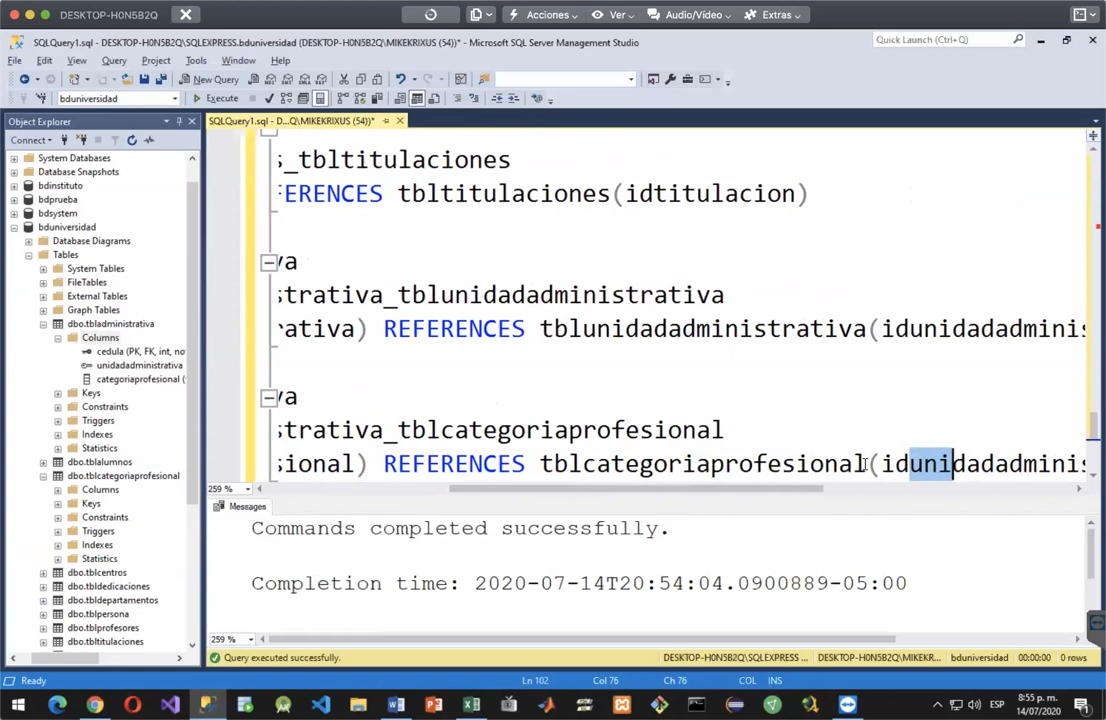 DESKTOP-H0N5B2Q
Acciones
Ver
Audio/Vídeo
Extras
SQLQuery1.sql - DESKTOP-H0N5B2Q\SQLEXPRESS.bduniversidad (DESKTOP-H0N5B2Q\MIKEKRIXUS (54))* - Microsoft SQL Server Management Studio
Quick Launch (Ctrl+Q)
File Edit View Query Project Tools Window Help
New Query
bduniversidad
Execute
Object Explorer
SQLQuery1.sql - D...Q\MIKEKRIXUS (54))*
Connect
System Databases
Database Snapshots
bdinstituto
bdprueba
bdsystem
bduniversidad
Database Diagrams
Tables
System Tables
FileTables
External Tables
Graph Tables
dbo.tbladministrativa
Columns
cedula (PK, FK, int, no
unidadadministrativa
categoriaprofesional (
Keys
Constraints
Triggers
Indexes
Statistics
dbo.tblalumnos
dbo.tblcategoriaprofesional
Columns
Keys
Constraints
Triggers
Indexes
Statistics
dbo.tblcentros
dbo.tbldedicaciones
dbo.tbldepartamentos
dbo.tblpersona
dbo.tblprofesores
dbo.tbltitulaciones
s_tbltitulaciones
FERENCES tbltitulaciones(idtitulacion)
va
strativa_tblunidadadministrativa
rativa) REFERENCES tblunidadadministrativa(idunidadadminis
va
strativa_tblcategoriaprofesional
sional) REFERENCES tblcategoriaprofesional(idunidadadminis
259 %
Messages
Commands completed successfully.
Completion time: 2020-07-14T20:54:04.0900889-05:00
259 %
Query executed successfully.
DESKTOP-H0N5B2Q\SQLEXPRESS ...
DESKTOP-H0N5B2Q\MIKEKR...
bduniversidad
00:00:00
0 rows
Ready
Ln 102
Col 76
Ch 76
COL
INS
ESP
8:55 p. m.
14/07/2020